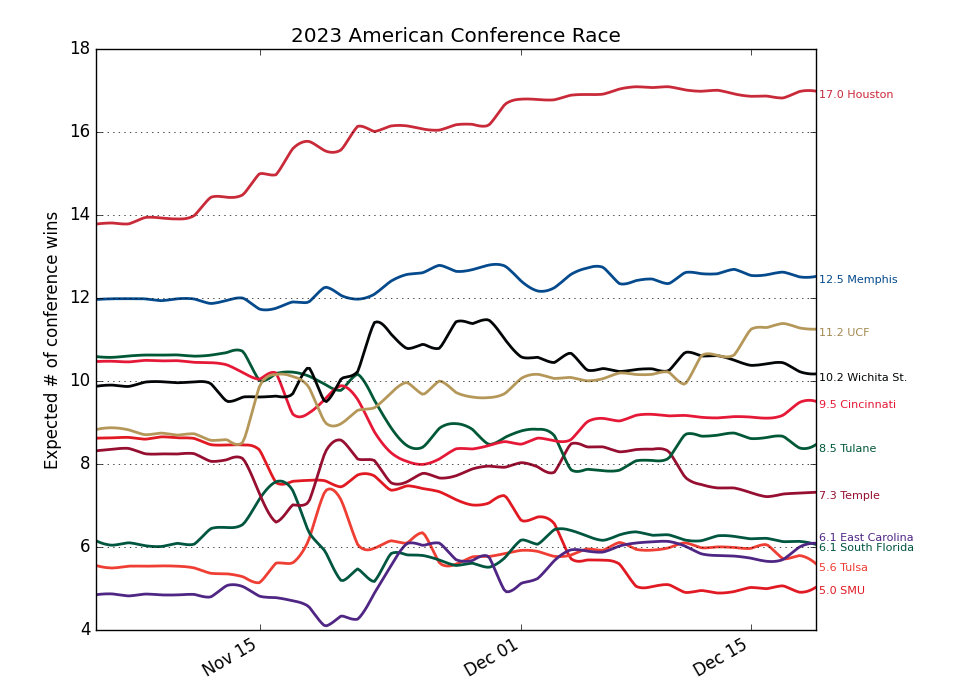 2023 American Conference Race
Expected # of conference wins
18
16
14
12
10
8
6
4
Nov 15
Dec 01
Dec 15
17.0 Houston
12.5 Memphis
11.2 UCF
10.2 Wichita St.
9.5 Cincinnati
8.5 Tulane
7.3 Temple
6.1 East Carolina
6.1 South Florida
5.6 Tulsa
5.0 SMU